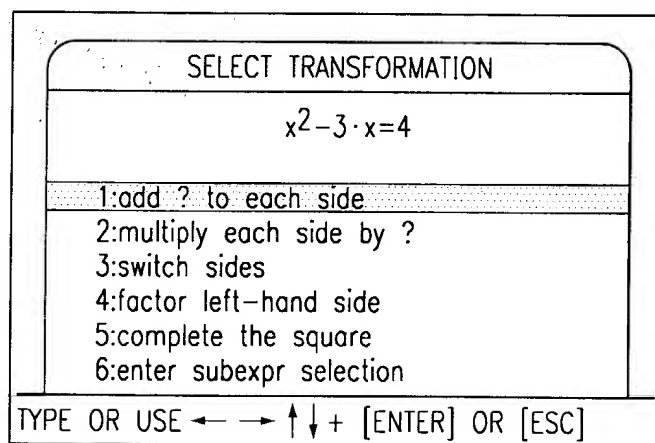 SELECT TRANSFORMATION
x²-3·x=4
1:add ? to each side
2:multiply each side by ?
3:switch sides
4:factor left-hand side
5:complete the square
6:enter subexpr selection
TYPE OR USE ← → ↑↓+ [ENTER] OR [ESC]